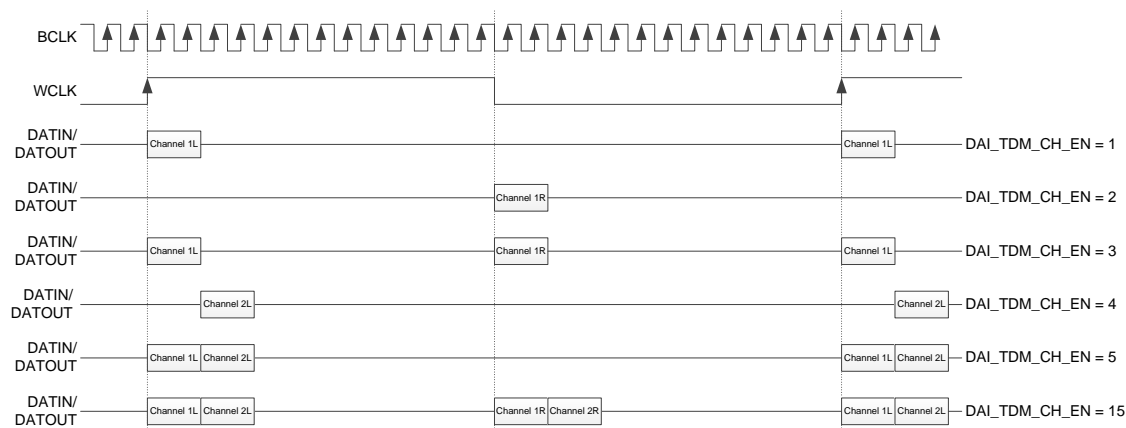 BCLK
WCLK
DATIN/
DATOUT
Channel 1L
Channel 1L
DAI_TDM_CH_EN = 1
DATIN/
DATOUT
Channel 1R
DAI_TDM_CH_EN = 2
DATIN/
DATOUT
Channel 1L
Channel 1R
Channel 1L
DAI_TDM_CH_EN = 3
DATIN/
DATOUT
Channel 2L
Channel 2L
DAI_TDM_CH_EN = 4
DATIN/
DATOUT
Channel 1L
Channel 2L
Channel 1L
Channel 2L
DAI_TDM_CH_EN = 5
DATIN/
DATOUT
Channel 1L
Channel 2L
Channel 1R
Channel 2R
Channel 1L
Channel 2L
DAI_TDM_CH_EN = 15